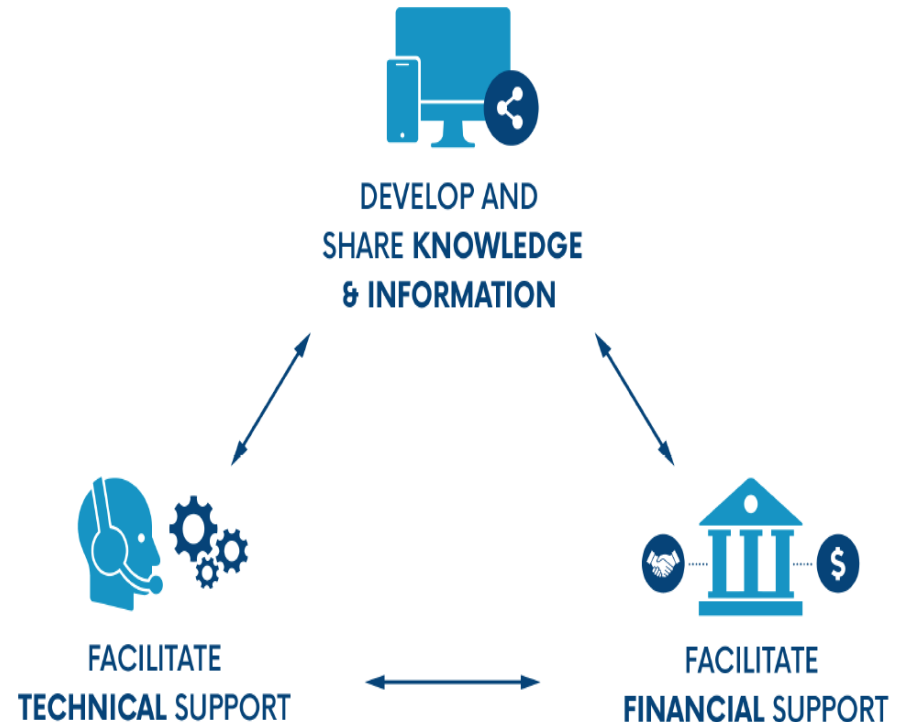 DEVELOP AND
SHARE KNOWLEDGE
& INFORMATION
$
FACILITATE
TECHNICAL SUPPORT
FACILITATE
FINANCIAL SUPPORT